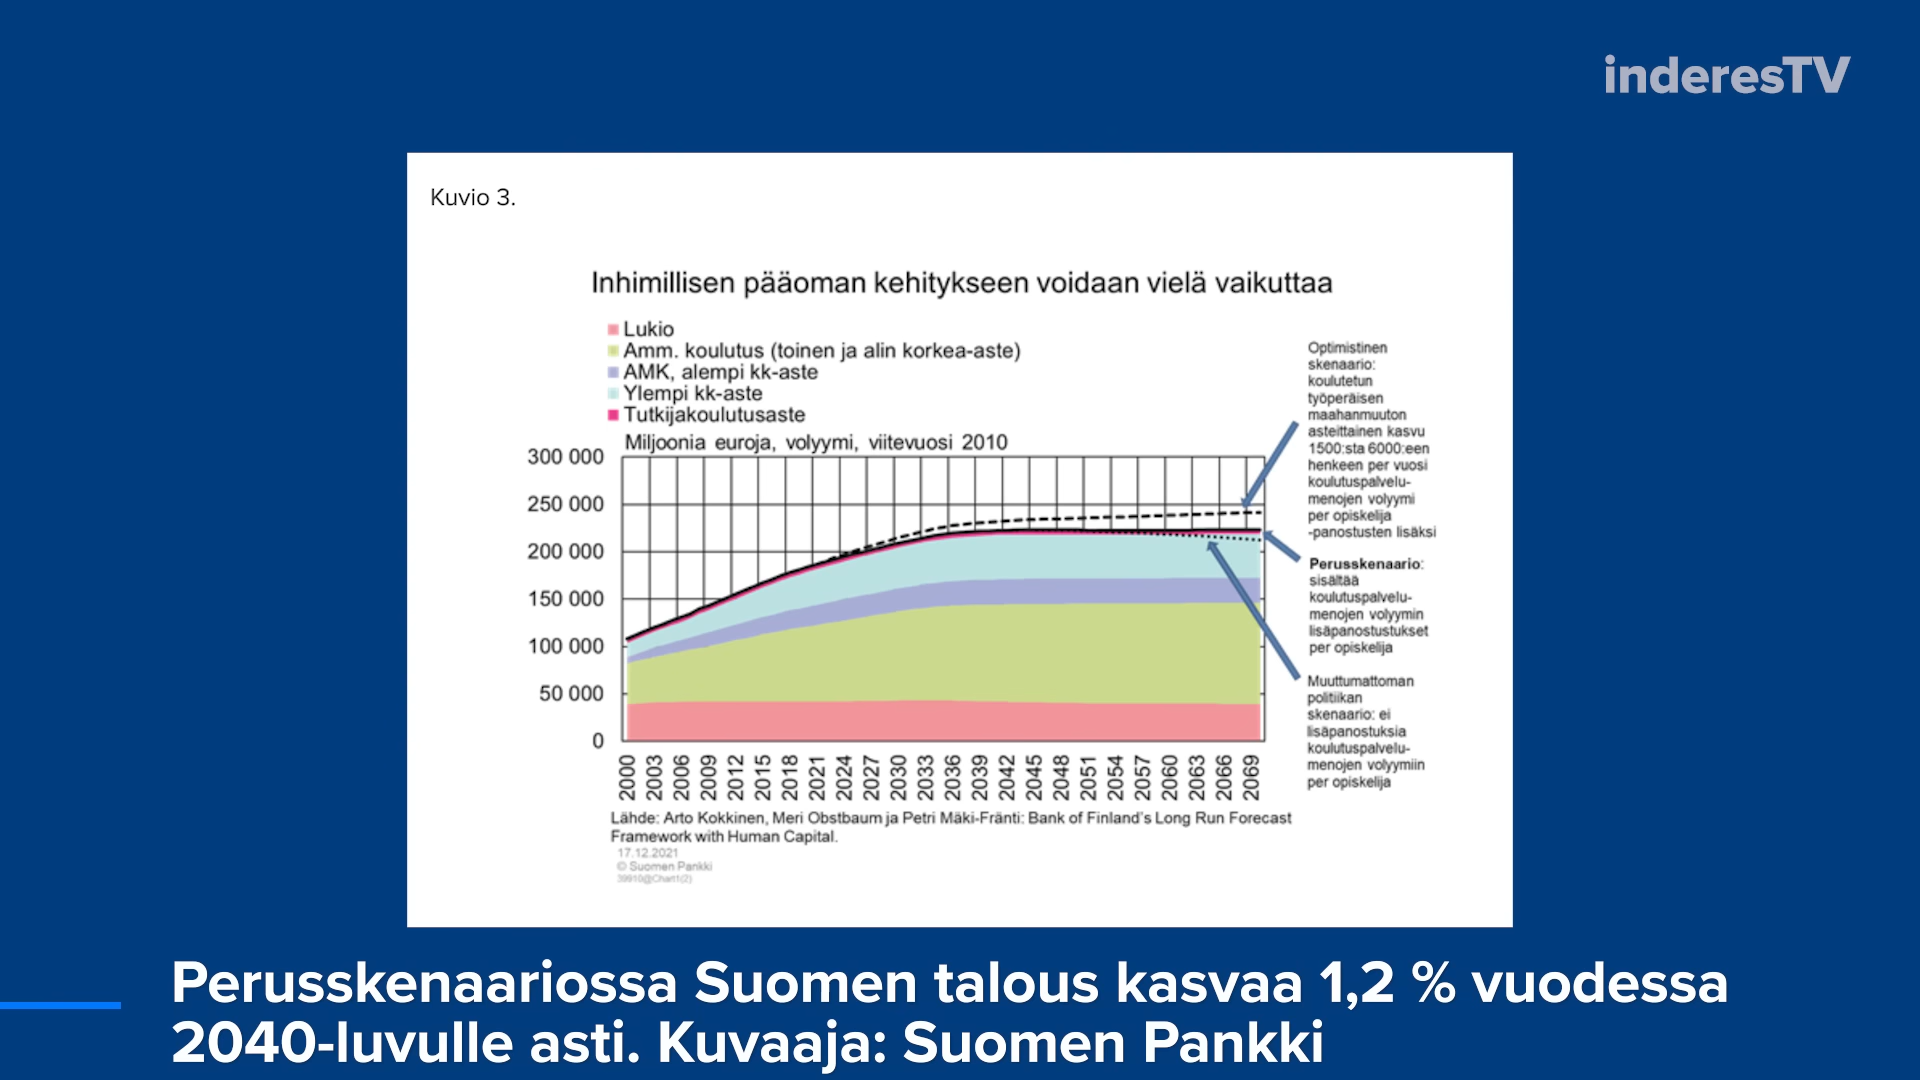 inderesTV
Kuvio 3.
Inhimillisen pääoman kehitykseen voidaan vielä vaikuttaa
Lukio
Amm. koulutus (toinen ja alin korkea-aste)
AMK, alempi kk-aste
Ylempi kk-aste
Tutkijakoulutusaste
Miljoonia euroja, volyymi, viitevuosi 2010
300 000
250 000
200 000
150 000
100 000
50 000
0
2000 2003 2006 2009 2012 2015 2018 2021 2024 2027 2030 2033 2036 2039 2042 2045 2048 2051 2054 2057 2060 2063 2066 2069
Optimistinen
skenaario:
koulutetun
työperäisen
maahanmuuton
asteittainen kasvu
1500:sta 6000:een
henkeen per vuosi
koulutuspalvelu-
menojen volyymi
per opiskelija
-panostusten lisäksi
Perusskenaario:
sisältää
koulutuspalvelu-
menojen volyymin
lisäpanostustukset
per opiskelija
Muuttumattoman
politiikan
skenaario: ei
lisäpanostuksia
koulutuspalvelu-
menojen volyymiin
per opiskelija
Lähde: Arto Kokkinen, Meri Obstbaum ja Petri Mäki-Fränti: Bank of Finland's Long Run Forecast
Framework with Human Capital.
17.12.2021
© Suomen Pankki
39910@Chart1(2)
Perusskenaariossa Suomen talous kasvaa 1,2 % vuodessa
2040-luvulle asti. Kuvaaja: Suomen Pankki